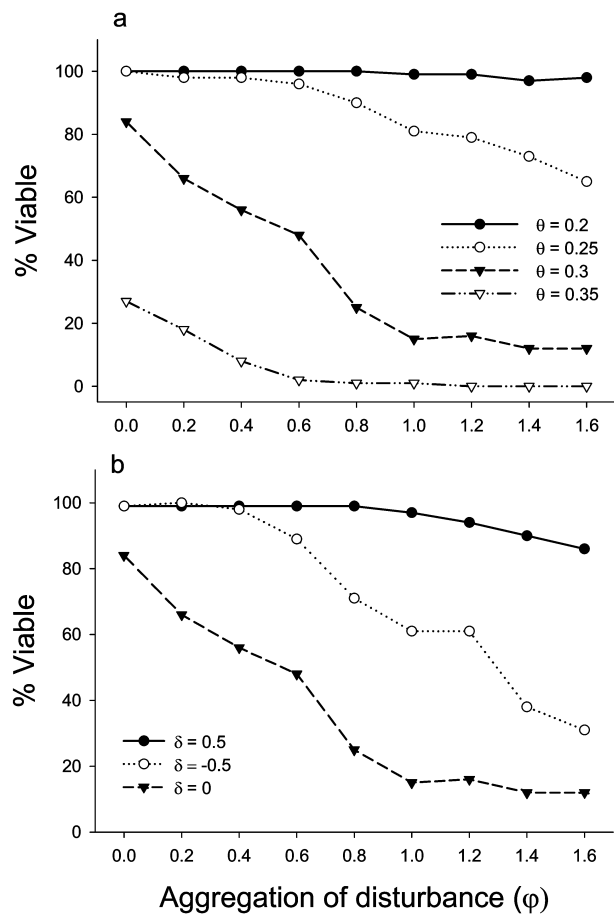 a
% Viable
100
80
60
40
20
0
θ = 0.2
θ = 0.25
θ = 0.3
θ = 0.35
0.0 0.2 0.4 0.6 0.8 1.0 1.2 1.4 1.6
b
% Viable
100
80
60
40
20
0
δ = 0.5
δ = -0.5
δ = 0
0.0 0.2 0.4 0.6 0.8 1.0 1.2 1.4 1.6
Aggregation of disturbance (φ)